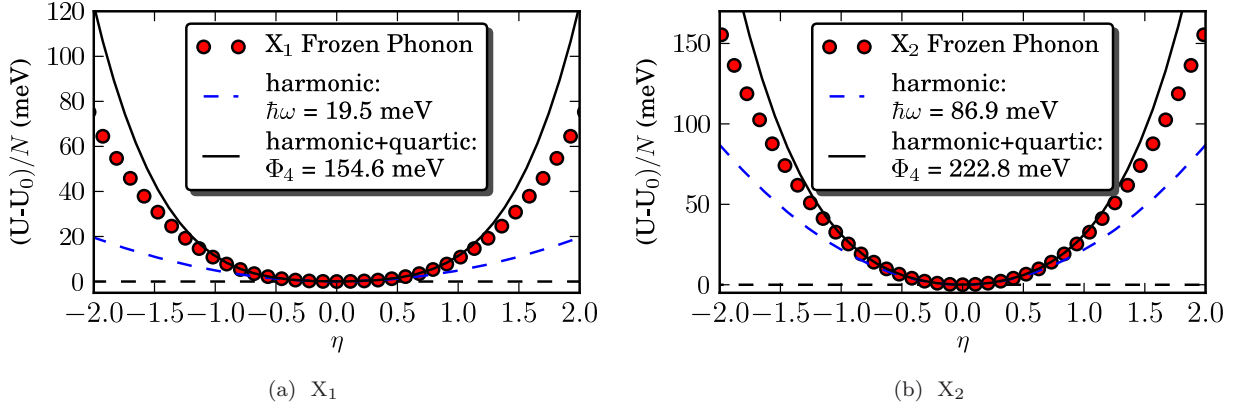 120
100
80
60
40
20
0
(U-U₀)/N (meV)
X₁ Frozen Phonon
harmonic:
ħω = 19.5 meV
harmonic+quartic:
Φ₄ = 154.6 meV
−2.0 −1.5 −1.0 −0.5 0.0 0.5 1.0 1.5 2.0
η
(a) X₁
150
100
50
0
(U-U₀)/N (meV)
X₂ Frozen Phonon
harmonic:
ħω = 86.9 meV
harmonic+quartic:
Φ₄ = 222.8 meV
−2.0 −1.5 −1.0 −0.5 0.0 0.5 1.0 1.5 2.0
η
(b) X₂